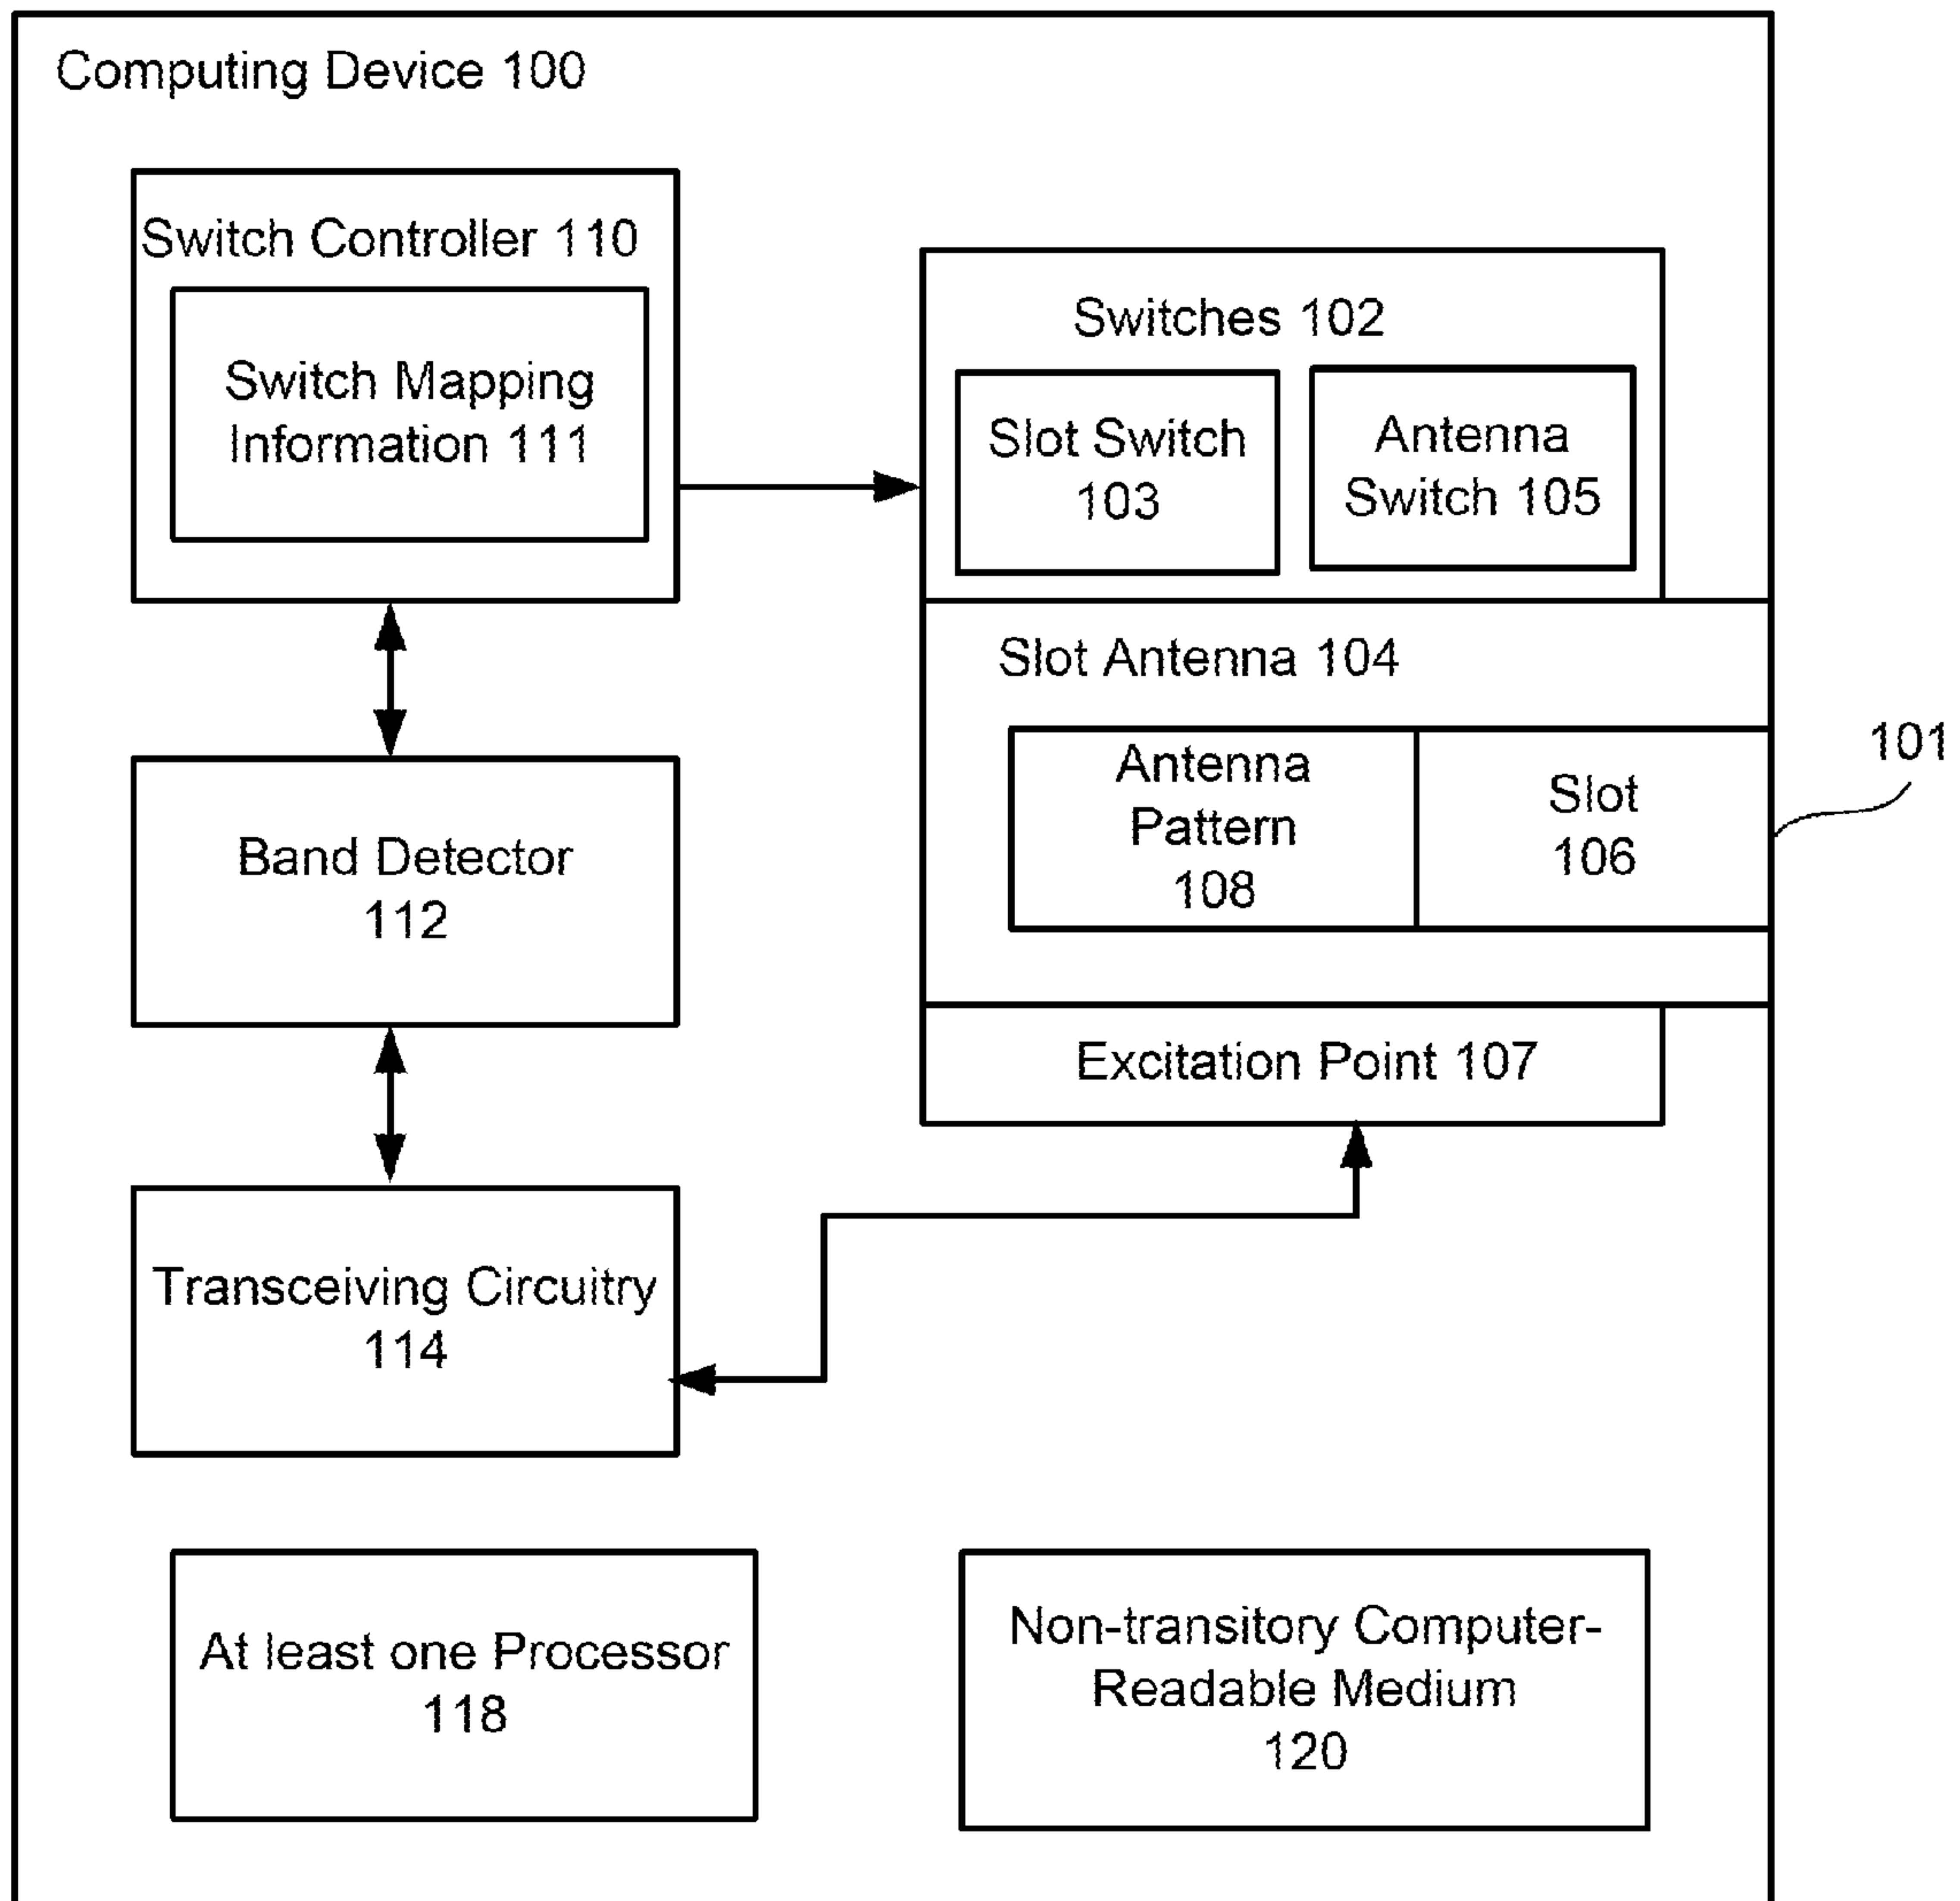 Computing Device 100
Switch Controller 110
Switch Mapping
Information 111
Switches 102
Slot Switch
103
Antenna
Switch 105
Slot Antenna 104
Antenna
Pattern
108
Slot
106
101
Band Detector
112
Excitation Point 107
Transceiving Circuitry
114
At least one Processor
118
Non-transitory Computer-
Readable Medium
120